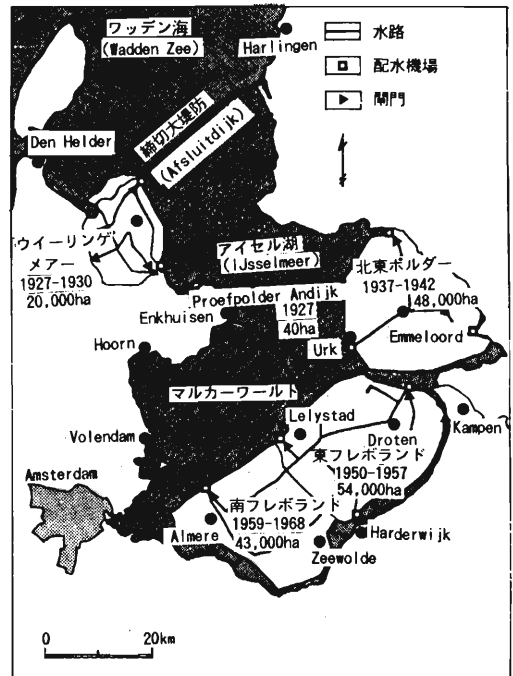 ワッデン海
(Wadden Zee)
Harlingen
水路
配水機場
閘門
締切大堤防
(Afsluitdijk)
Den Helder
ウイーリンゲ
メアー
1927-1930
20,000ha
アイセル湖
(IJsselmeer)
北東ポルダー
1937-1942
48,000ha
Proefpolder Andijk
1927
40ha
Enkhuisen
Emmeloord
Urk
Hoorn
マルカーワールト
Lelystad
Kampen
Volendam
Droten
東フレボランド
1950-1957
54,000ha
Amsterdam
南フレボランド
1959-1968
43,000ha
Almere
Harderwijk
Zeewolde
0
20km